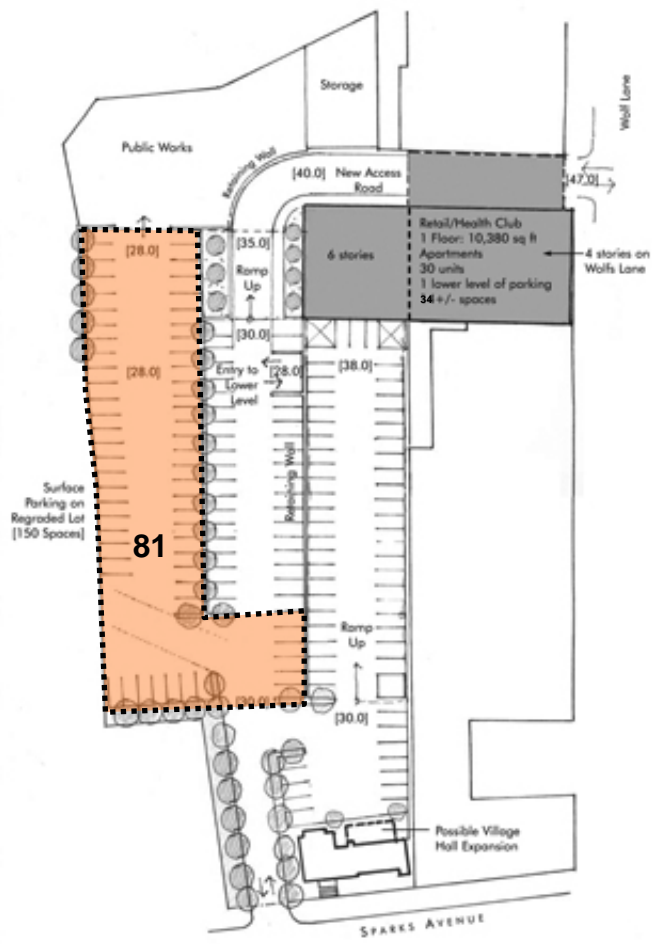 Storage
Wolf Lane
Public Works
Retaining Wall
[40.0] New Access
Road
[47.0]
[28.0]
[35.0]
Ramp
Up
6 stories
Retail/Health Club
1 Floor: 10,380 sq ft
Apartments
30 units
1 lower level of parking
34+/- spaces
4 stories on
Wolfs Lane
[30.0]
[28.0]
Entry to
Lower
Level
[28.0]
[38.0]
Retaining Wall
Surface
Parking on
Regraded Lot
[150 Spaces]
81
Ramp
Up
[30.0]
[30.0]
Possible Village
Hall Expansion
SPARKS AVENUE